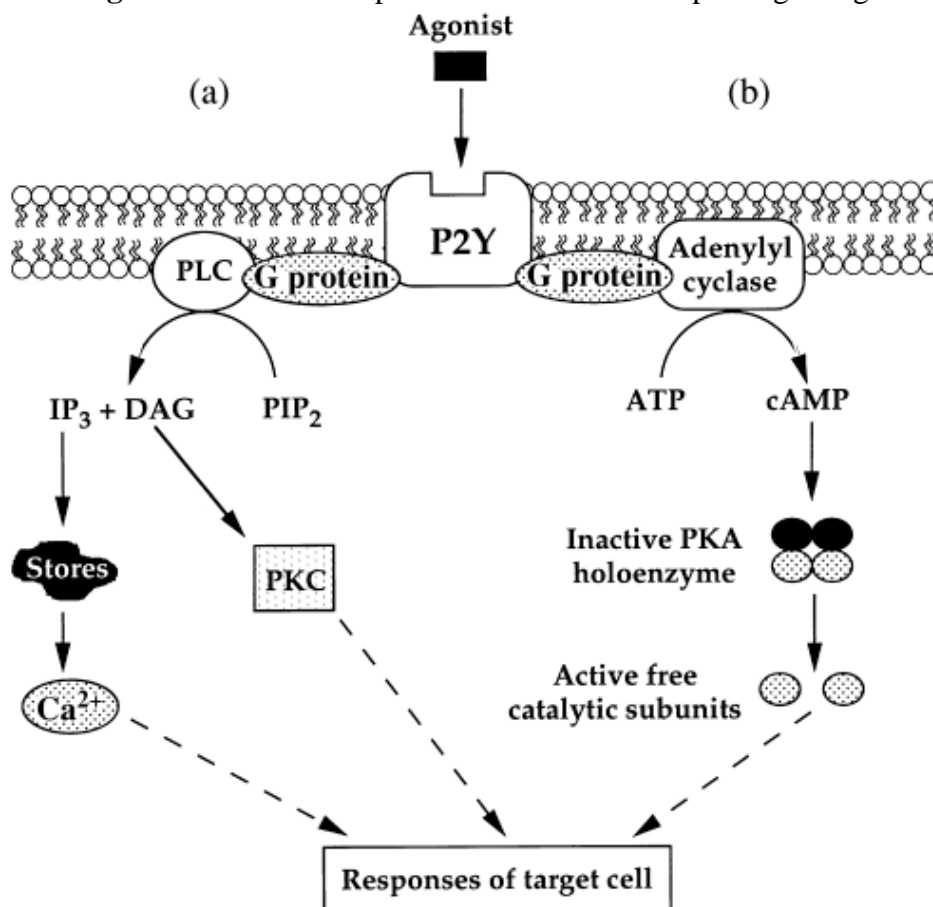 Agonist
(a)
(b)
P2Y
PLC
G protein
G protein
Adenylyl
cyclase
IP3 + DAG
PIP2
ATP
cAMP
Stores
PKC
Inactive PKA
holoenzyme
Ca2+
Active free
catalytic subunits
Responses of target cell